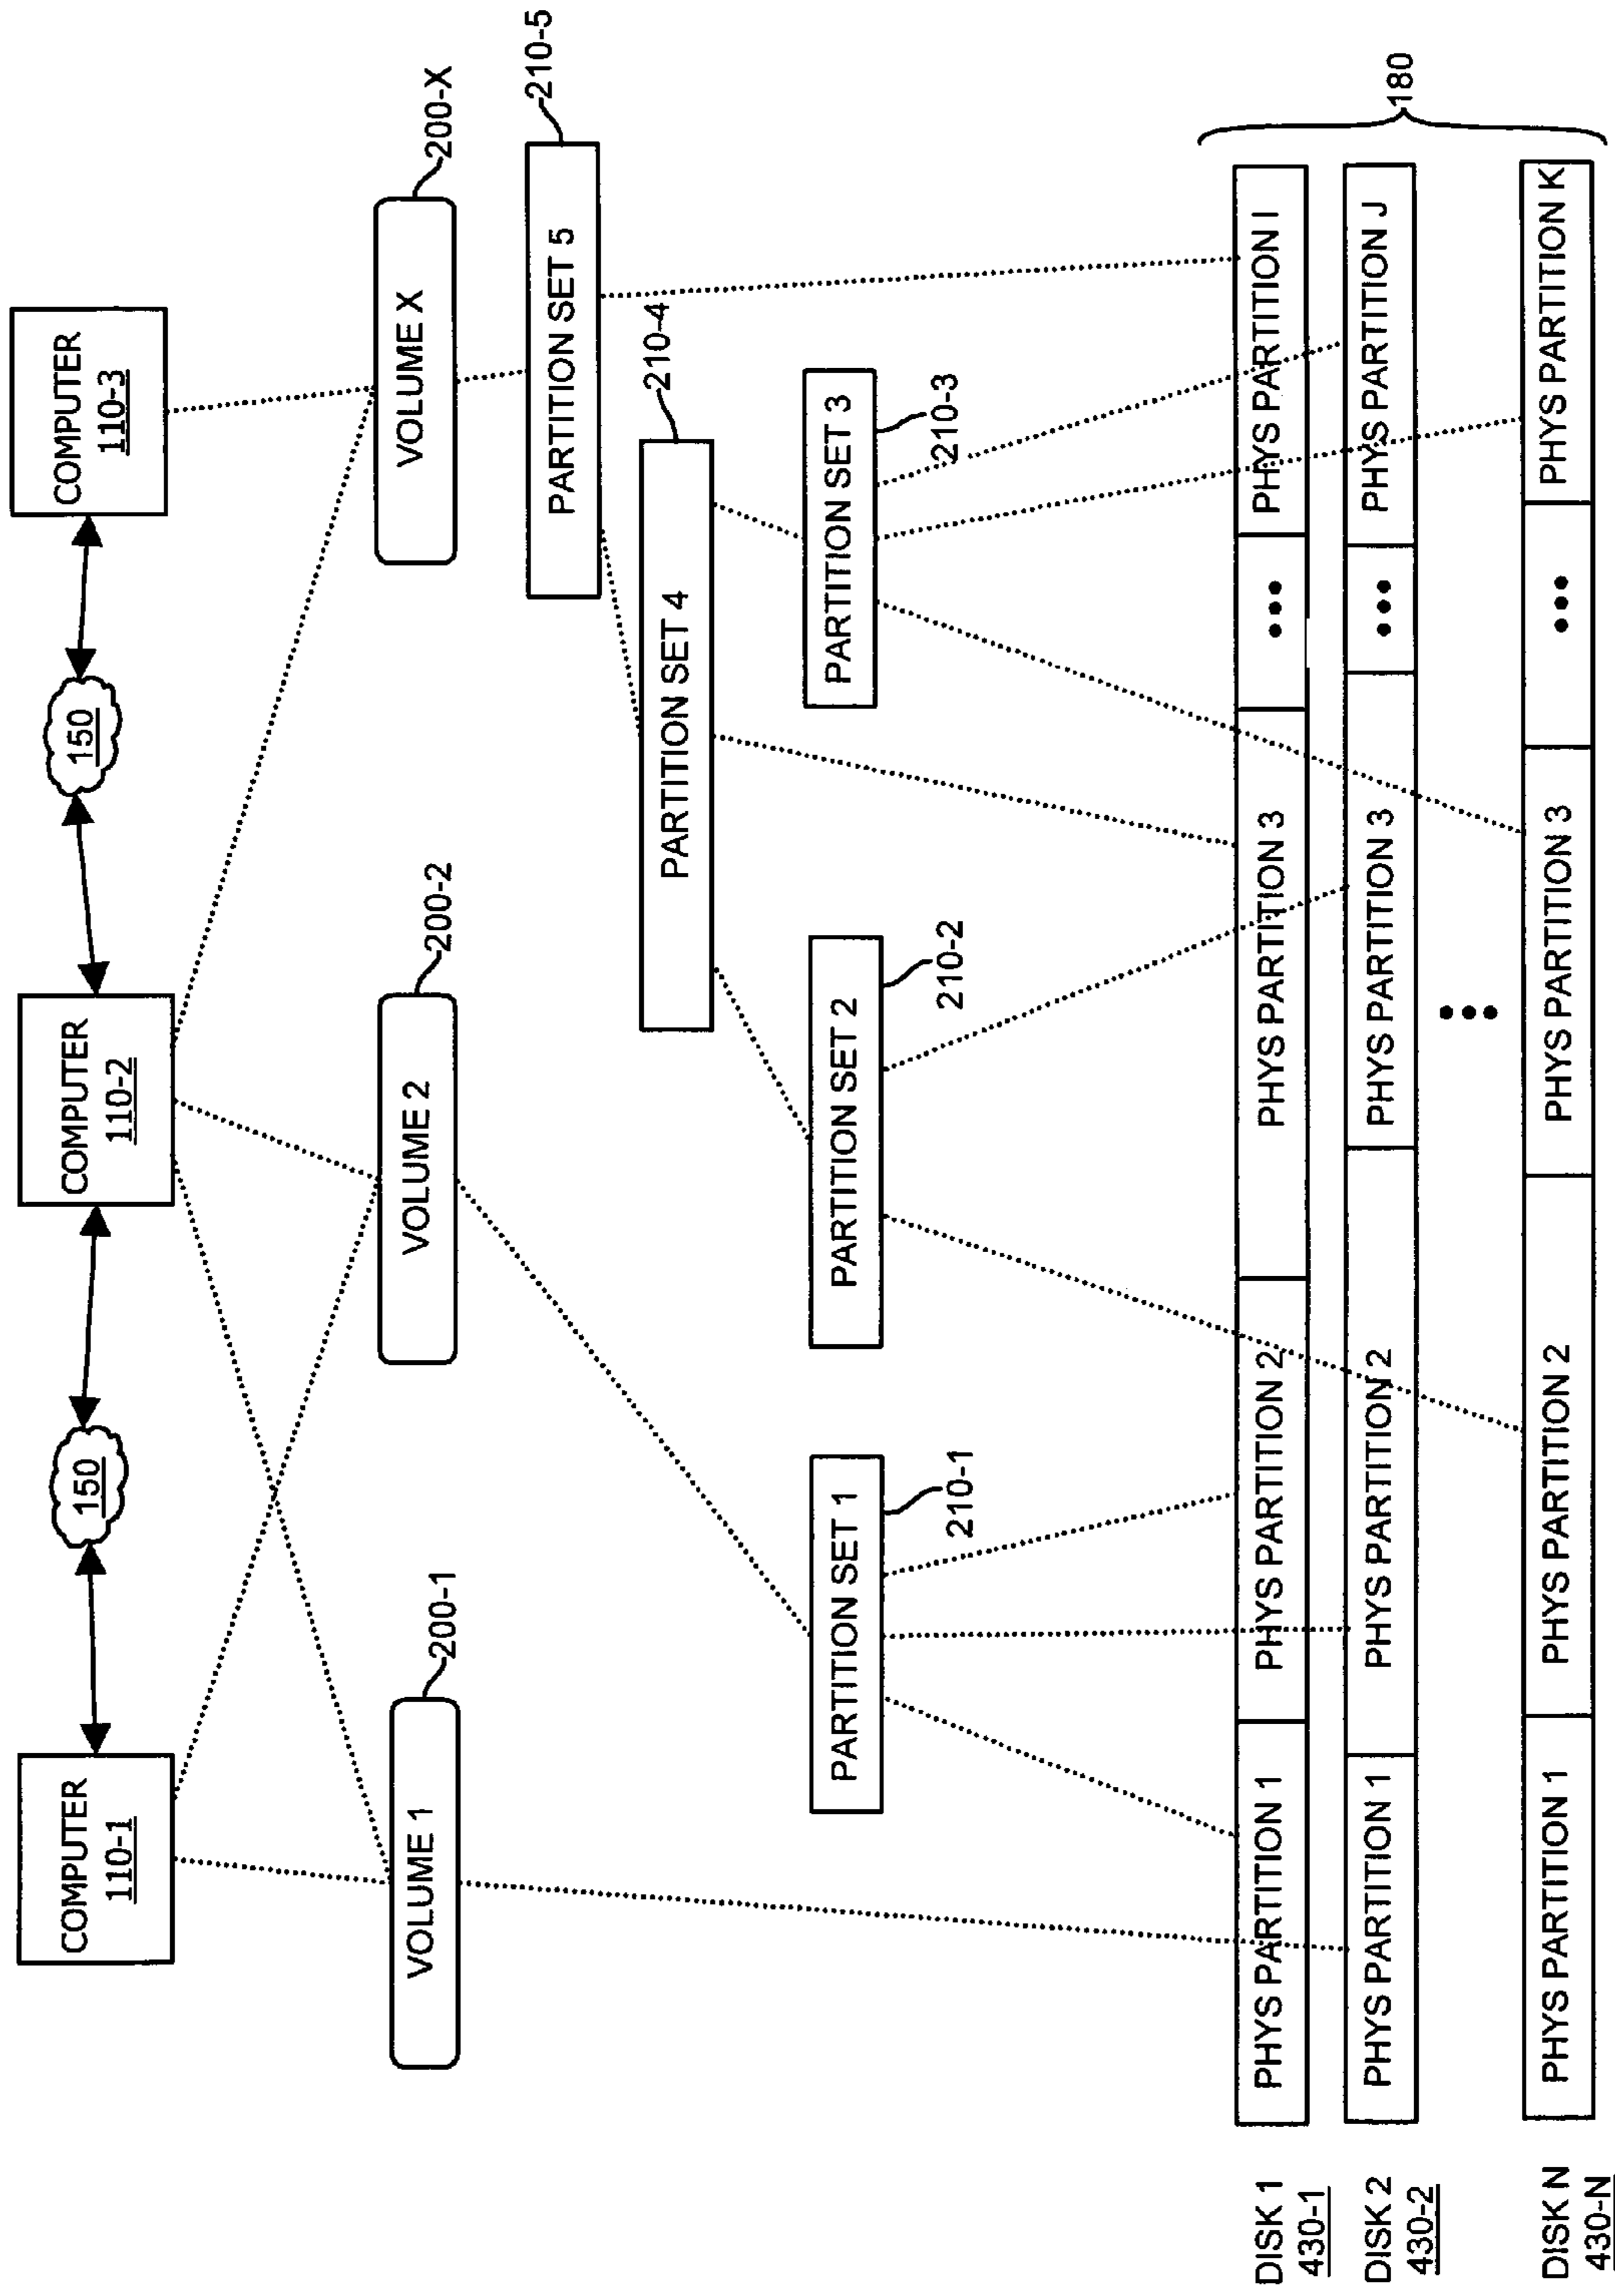 COMPUTER
110-1
150
COMPUTER
110-2
150
COMPUTER
110-3
VOLUME 1
200-1
VOLUME 2
200-2
VOLUME X
200-X
PARTITION SET 5
210-5
PARTITION SET 4
210-4
PARTITION SET 1
210-1
PARTITION SET 2
210-2
PARTITION SET 3
210-3
DISK 1
430-1
PHYS PARTITION 1
PHYS PARTITION 2
PHYS PARTITION 3
•••
PHYS PARTITION I
DISK 2
430-2
PHYS PARTITION 1
PHYS PARTITION 2
PHYS PARTITION 3
•••
PHYS PARTITION J
180
DISK N
430-N
PHYS PARTITION 1
PHYS PARTITION 2
PHYS PARTITION 3
•••
PHYS PARTITION K